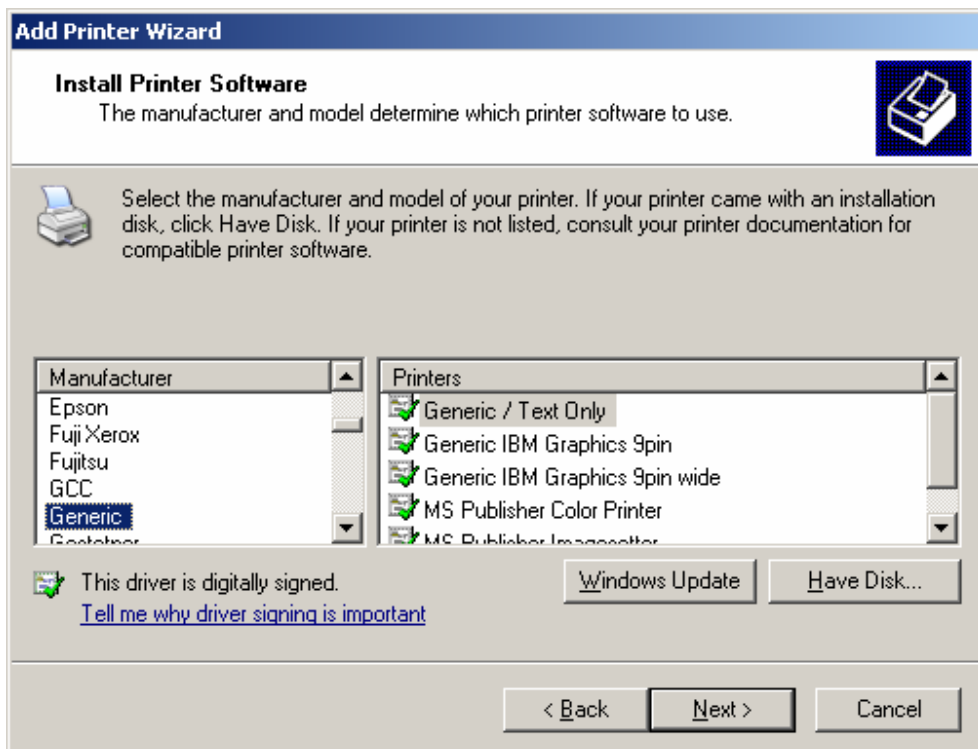 Add Printer Wizard
Install Printer Software
The manufacturer and model determine which printer software to use.
Select the manufacturer and model of your printer. If your printer came with an installation
disk, click Have Disk. If your printer is not listed, consult your printer documentation for
compatible printer software.
Manufacturer
Epson
Fuji Xerox
Fujitsu
GCC
Generic
Gestetner
Printers
Generic / Text Only
Generic IBM Graphics 9pin
Generic IBM Graphics 9pin wide
MS Publisher Color Printer
MS Publisher Imagesetter
This driver is digitally signed.
Tell me why driver signing is important
Windows Update
Have Disk...
< Back
Next >
Cancel